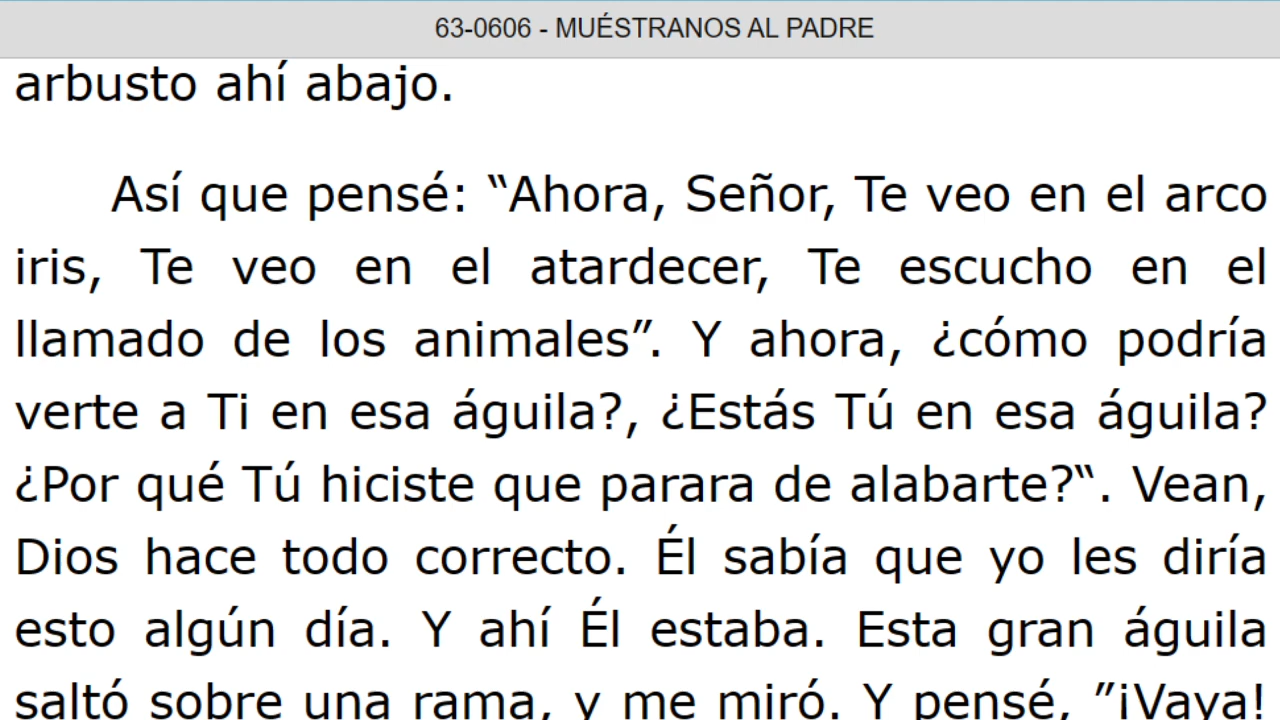 63-0606 - MUÉSTRANOS AL PADRE
arbusto ahí abajo.
Así que pensé: “Ahora, Señor, Te veo en el arco
iris, Te veo en el atardecer, Te escucho en el
llamado de los animales”. Y ahora, ¿cómo podría
verte a Ti en esa águila?, ¿Estás Tú en esa águila?
¿Por qué Tú hiciste que parara de alabarte?“. Vean,
Dios hace todo correcto. Él sabía que yo les diría
esto algún día. Y ahí Él estaba. Esta gran águila
saltó sobre una rama, y me miró. Y pensé, ”¡Vaya!